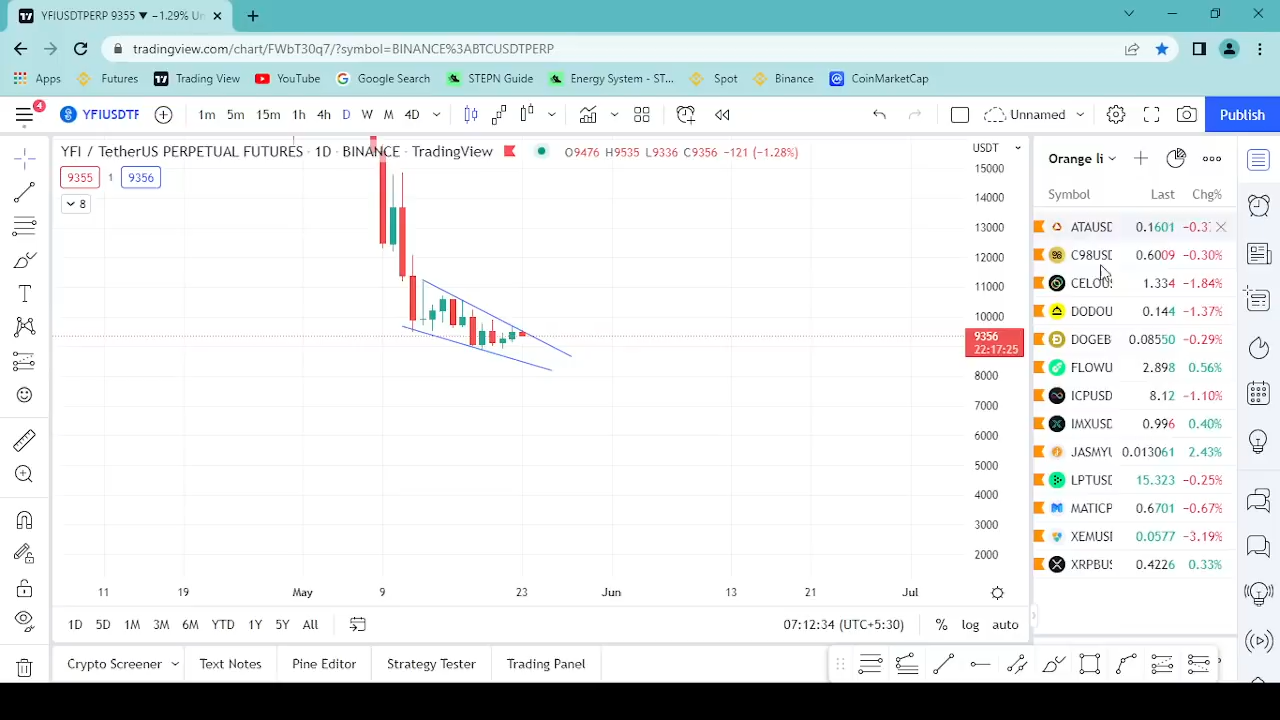 YFIUSDTPERP 9355 ▼ −1.29% Un
tradingview.com/chart/FWbT30q7/?symbol=BINANCE%3ABTCUSDTPERP
Apps Futures Trading View YouTube Google Search STEPN Guide Energy System - ST... Spot Binance CoinMarketCap
4 YFIUSDTF 1m 5m 15m 1h 4h D W M 4D Unnamed Publish
YFI / TetherUS PERPETUAL FUTURES · 1D · BINANCE · TradingView O9476 H9535 L9336 C9356 −121 (−1.28%)
9355 1 9356
8
USDT
15000
14000
13000
12000
11000
10000
9356
22:17:25
8000
7000
6000
5000
4000
3000
2000
11 19 May 9 23 Jun 13 21 Jul
1D 5D 1M 3M 6M YTD 1Y 5Y All 07:12:34 (UTC+5:30) % log auto
Crypto Screener Text Notes Pine Editor Strategy Tester Trading Panel
Orange li
Symbol Last Chg%
ATAUSD 0.1601 −0.37
C98USD 0.6009 −0.30%
CELOU 1.334 −1.84%
DODOU 0.144 −1.37%
DOGEB 0.08550 −0.29%
FLOWU 2.898 0.56%
ICPUSD 8.12 −1.10%
IMXUSD 0.996 0.40%
JASMYU 0.013061 2.43%
LPTUSD 15.323 −0.25%
MATICP 0.6701 −0.67%
XEMUSD 0.0577 −3.19%
XRPBUS 0.4226 0.33%